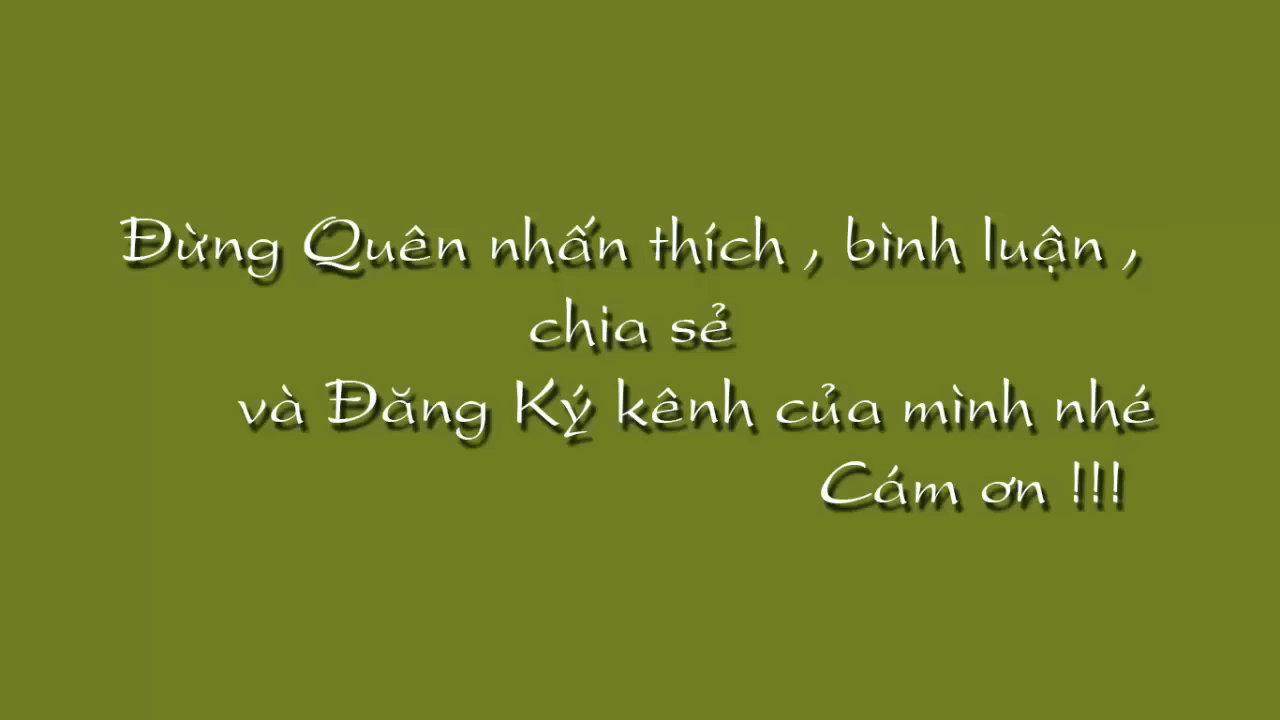 Đừng Quên nhấn thích , bình luận ,
chia sẻ
và Đăng Ký kênh của mình nhé
Cám ơn !!!